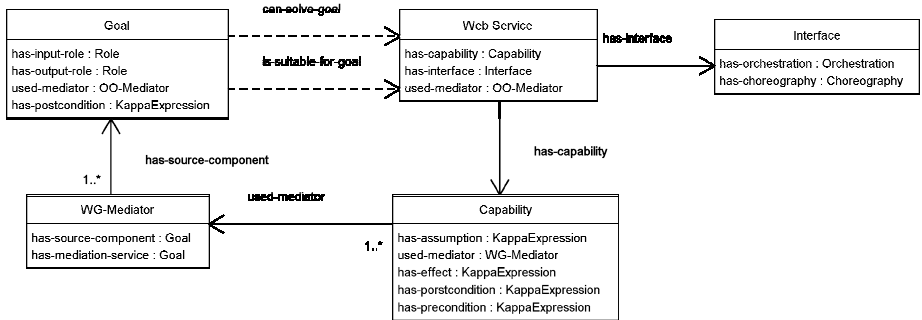 can-solve-goal
Goal
has-input-role : Role
has-output-role : Role
used-mediator : OO-Mediator
has-postcondition : KappaExpression
is-suitable-for-goal
Web Service
has-capability : Capability
has-interface : Interface
used-mediator : OO-Mediator
has-interface
Interface
has-orchestration : Orchestration
has-choreography : Choreography
has-source-component
1..*
has-capability
WG-Mediator
has-source-component : Goal
has-mediation-service : Goal
used-mediator
1..*
Capability
has-assumption : KappaExpression
used-mediator : WG-Mediator
has-effect : KappaExpression
has-porstcondition : KappaExpression
has-precondition : KappaExpression